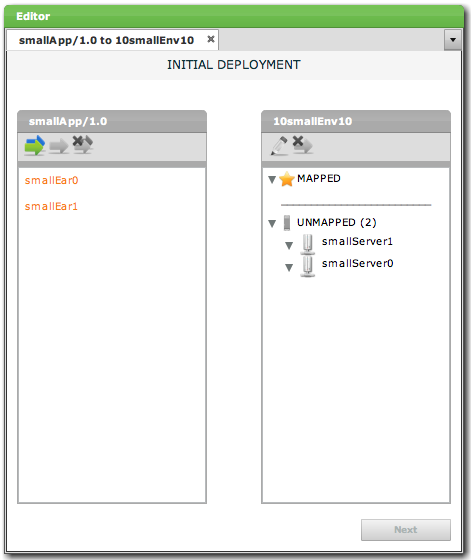 Editor
smallApp/1.0 to 10smallEnv10
INITIAL DEPLOYMENT
smallApp/1.0
smallEar0
smallEar1
10smallEnv10
MAPPED
UNMAPPED (2)
smallServer1
smallServer0
Next